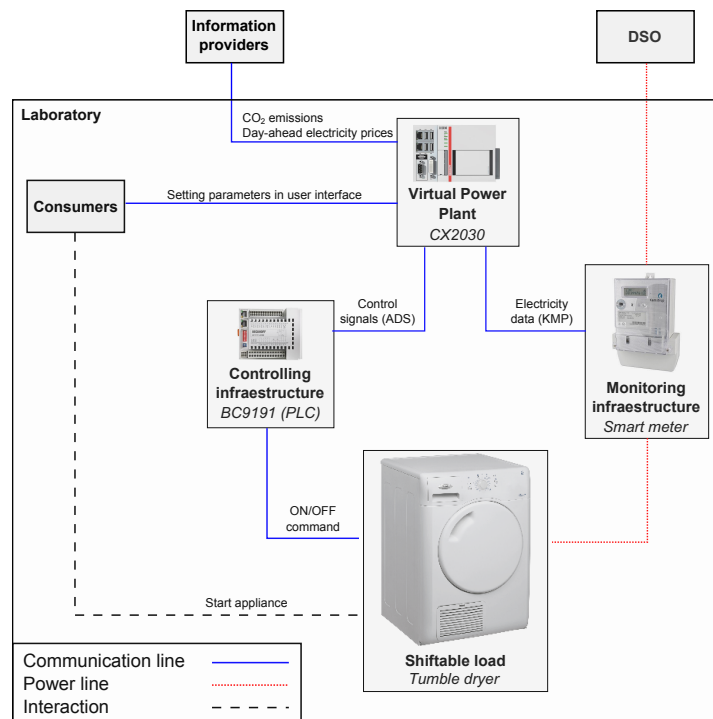 Information
providers
DSO
Laboratory
CO₂ emissions
Day-ahead electricity prices
Virtual Power
Plant
CX2030
Consumers
Setting parameters in user interface
Control
signals (ADS)
Electricity
data (KMP)
Controlling
infraestructure
BC9191 (PLC)
Monitoring
infraestructure
Smart meter
ON/OFF
command
Start appliance
Shiftable load
Tumble dryer
Communication line
Power line
Interaction